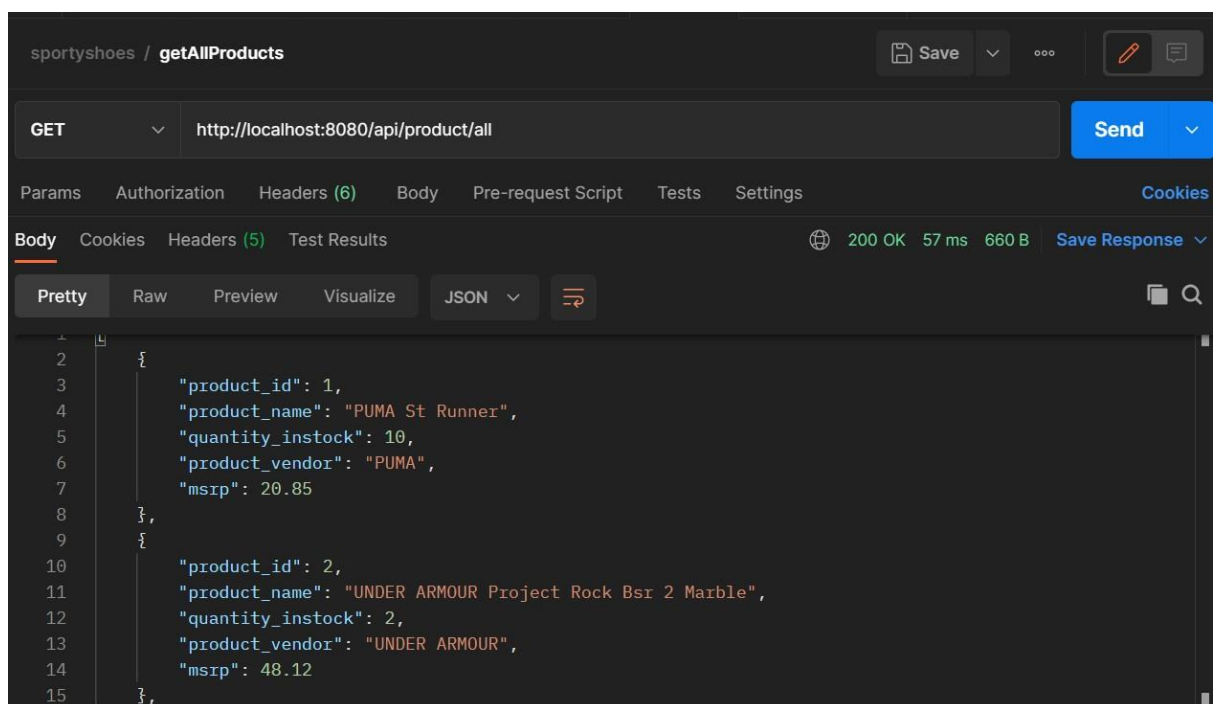 sportyshoes / getAllProducts Save ooo
GET http://localhost:8080/api/product/all Send
Params Authorization Headers (6) Body Pre-request Script Tests Settings Cookies
Body Cookies Headers (5) Test Results 200 OK 57 ms 660 B Save Response
Pretty Raw Preview Visualize JSON
1 [
2 {
3 "product_id": 1,
4 "product_name": "PUMA St Runner",
5 "quantity_instock": 10,
6 "product_vendor": "PUMA",
7 "msrp": 20.85
8 },
9 {
10 "product_id": 2,
11 "product_name": "UNDER ARMOUR Project Rock Bsr 2 Marble",
12 "quantity_instock": 2,
13 "product_vendor": "UNDER ARMOUR",
14 "msrp": 48.12
15 },